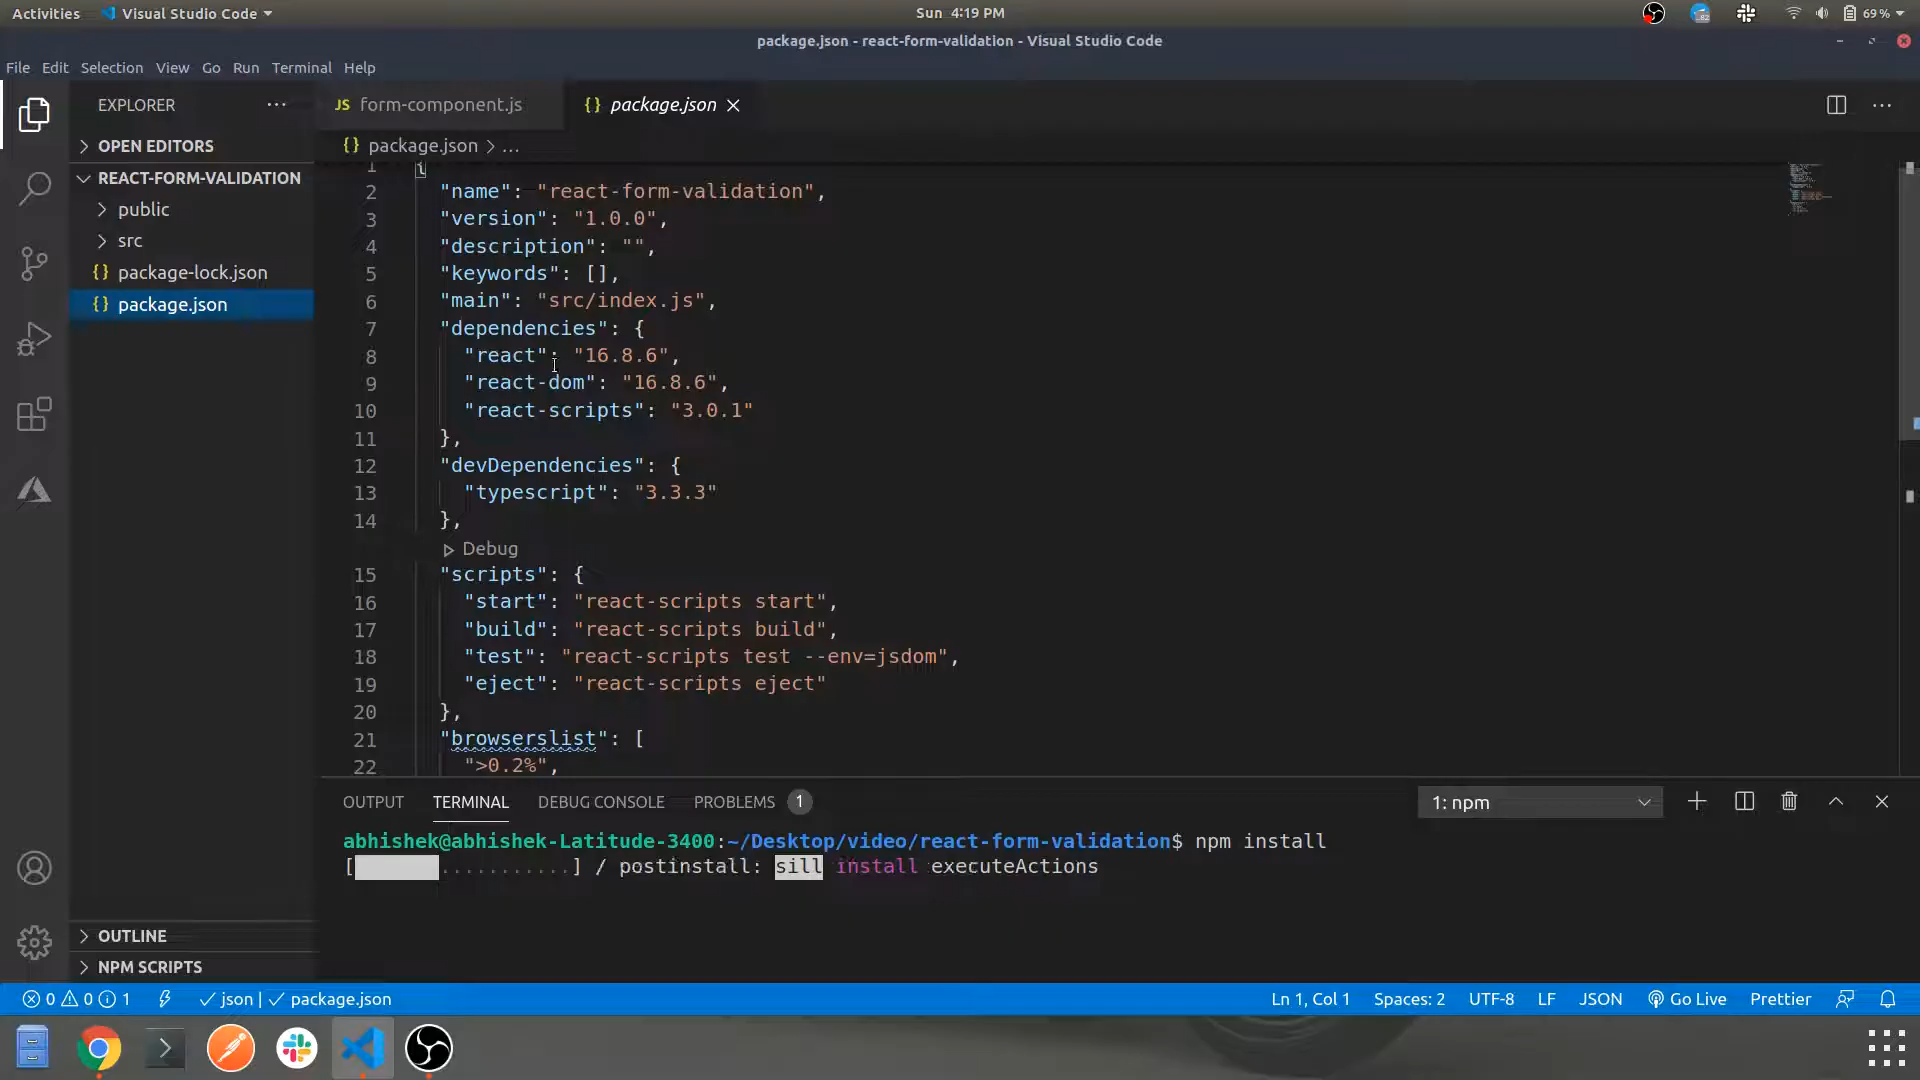 Activities Visual Studio Code Sun 4:19 PM 69 %
package.json - react-form-validation - Visual Studio Code
File Edit Selection View Go Run Terminal Help
EXPLORER ···
JS form-component.js {} package.json
OPEN EDITORS
{} package.json > ...
REACT-FORM-VALIDATION
public
src
{} package-lock.json
{} package.json
1 {
2 "name": "react-form-validation",
3 "version": "1.0.0",
4 "description": "",
5 "keywords": [],
6 "main": "src/index.js",
7 "dependencies": {
8 "react": "16.8.6",
9 "react-dom": "16.8.6",
10 "react-scripts": "3.0.1"
11 },
12 "devDependencies": {
13 "typescript": "3.3.3"
14 },
Debug
15 "scripts": {
16 "start": "react-scripts start",
17 "build": "react-scripts build",
18 "test": "react-scripts test --env=jsdom",
19 "eject": "react-scripts eject"
20 },
21 "browserslist": [
22 ">0.2%",
OUTPUT TERMINAL DEBUG CONSOLE PROBLEMS 1 1: npm
abhishek@abhishek-Latitude-3400:~/Desktop/video/react-form-validation$ npm install
[ ...........] / postinstall: sill install executeActions
OUTLINE
NPM SCRIPTS
0 0 1 json | package.json Ln 1, Col 1 Spaces: 2 UTF-8 LF JSON Go Live Prettier